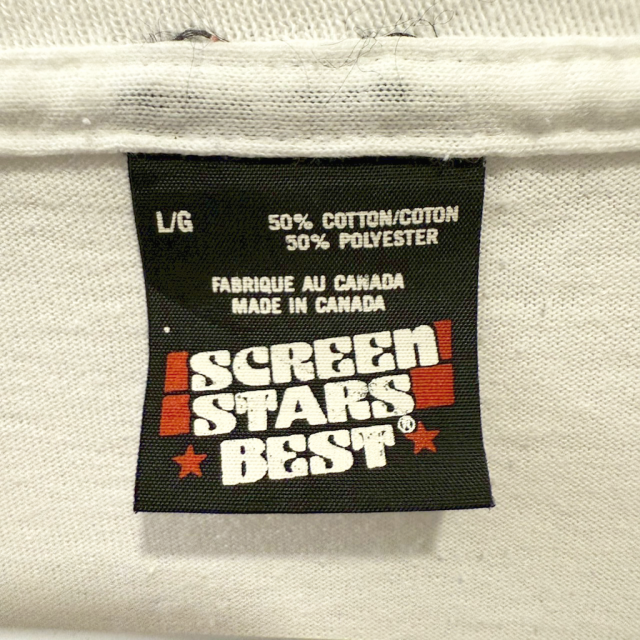 L/G 50% COTTON/COTON
50% POLYESTER
FABRIQUE AU CANADA
MADE IN CANADA
SCREEN
STARS
BEST®